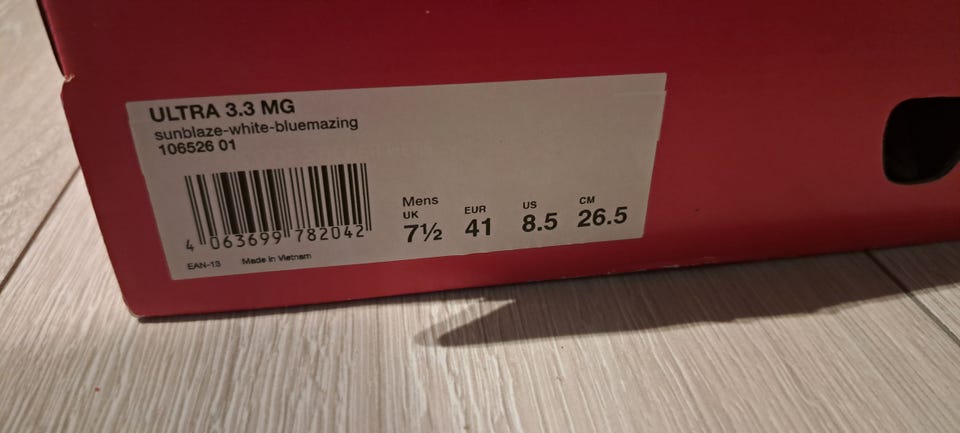 ULTRA 3.3 MG
sunblaze-white-bluemazing
106526 01
4 063699 782042
EAN-13 Made in Vietnam
Mens
UK EUR US CM
7½ 41 8.5 26.5